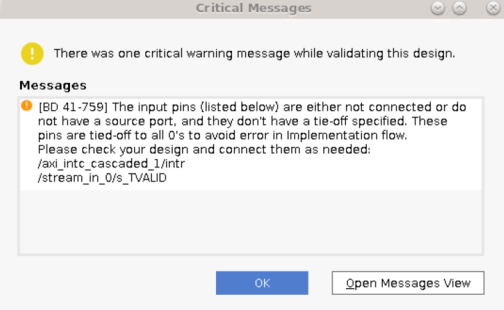 Critical Messages
There was one critical warning message while validating this design.
Messages
[BD 41-759] The input pins (listed below) are either not connected or do
not have a source port, and they don't have a tie-off specified. These
pins are tied-off to all 0's to avoid error in Implementation flow.
Please check your design and connect them as needed:
/axi_intc_cascaded_1/intr
/stream_in_0/s_TVALID
OK
Open Messages View